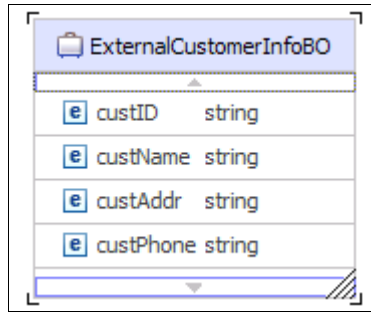 ExternalCustomerInfoBO
e custID string
e custName string
e custAddr string
e custPhone string